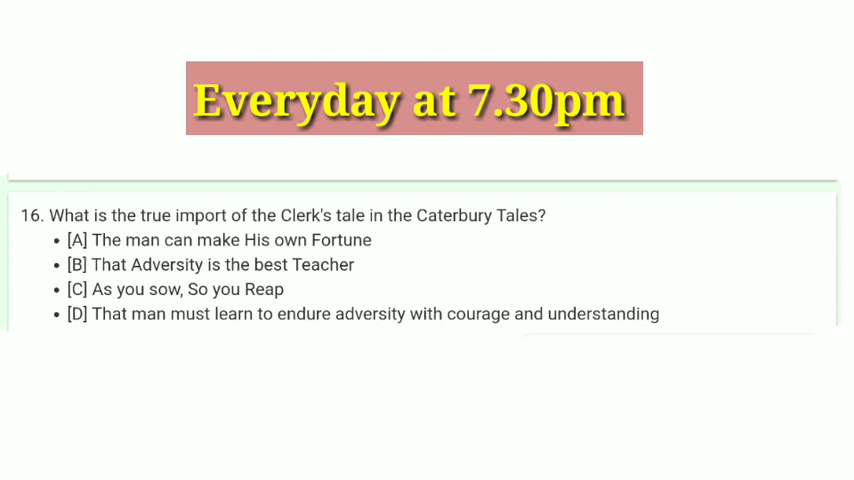 Everyday at 7.30pm
16. What is the true import of the Clerk's tale in the Caterbury Tales?
• [A] The man can make His own Fortune
• [B] That Adversity is the best Teacher
• [C] As you sow, So you Reap
• [D] That man must learn to endure adversity with courage and understanding